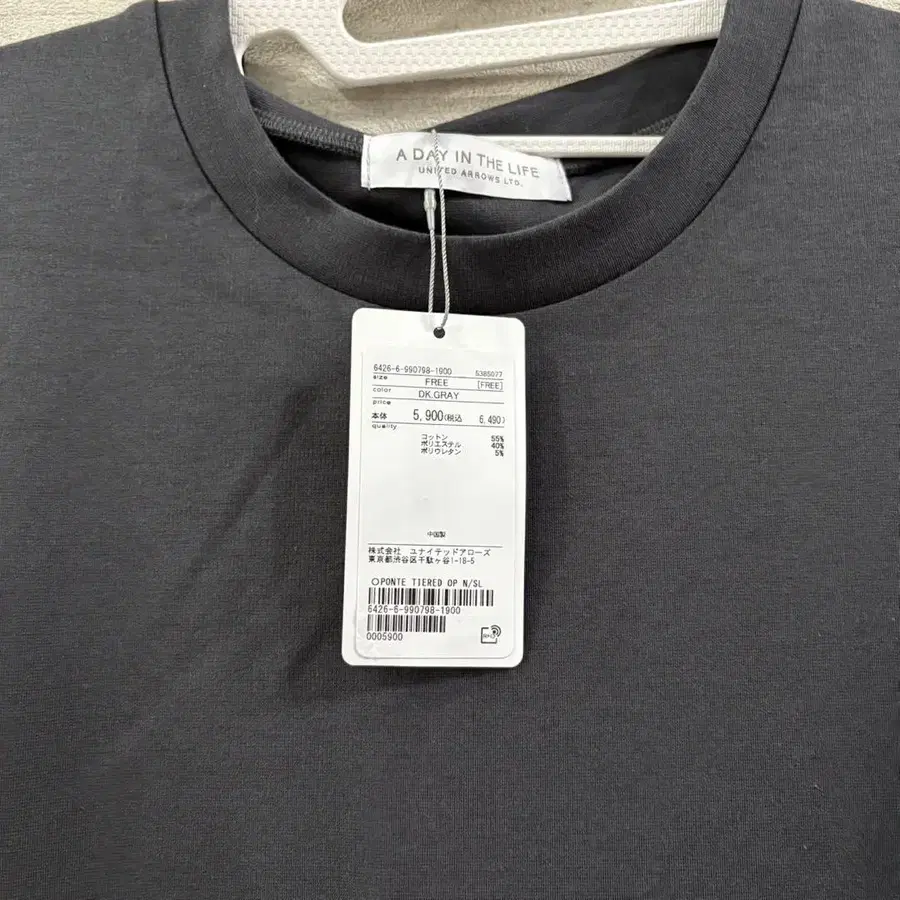 A DAY IN THE LIFE
UNITED ARROWS LTD.
6426-6-990798-1900 5385077
size FREE [FREE]
color DK.GRAY
price
本体 5,900(税込 6,490)
quality
コットン 55%
ポリエステル 40%
ポリウレタン 5%
中国製
株式会社 ユナイテッドアローズ
東京都渋谷区千駄ヶ谷1-18-5
○PONTE TIERED OP N/SL
6426-6-990798-1900
0005900